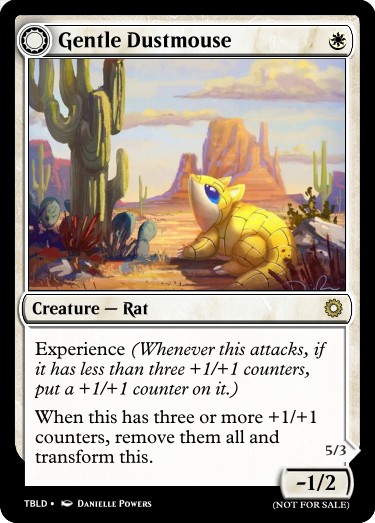 Gentle Dustmouse
Creature — Rat
Experience (Whenever this attacks, if
it has less than three +1/+1 counters,
put a +1/+1 counter on it.)
When this has three or more +1/+1
counters, remove them all and
transform this.
5/3
-1/2
TBLD • Danielle Powers
(NOT FOR SALE)